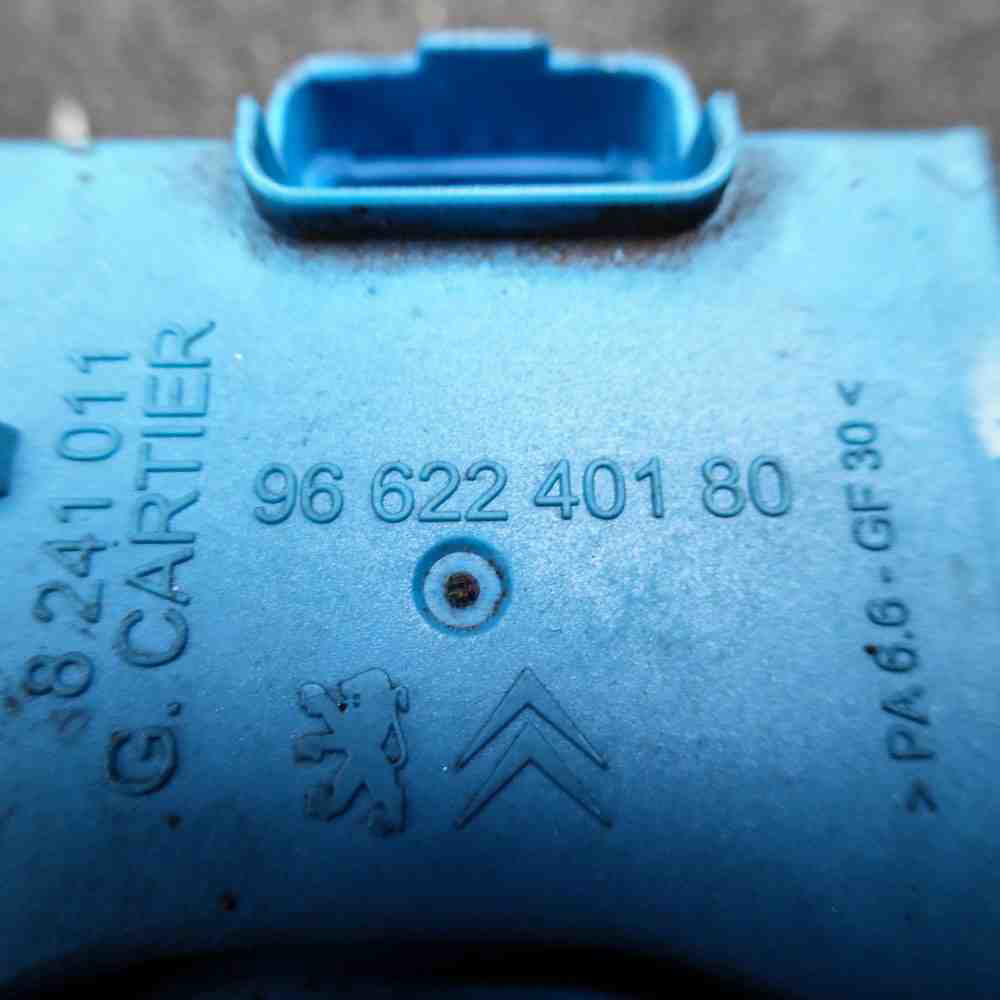 8 241 011
G. CARTIER
96 622 401 80
>PA 6.6-GF 30<